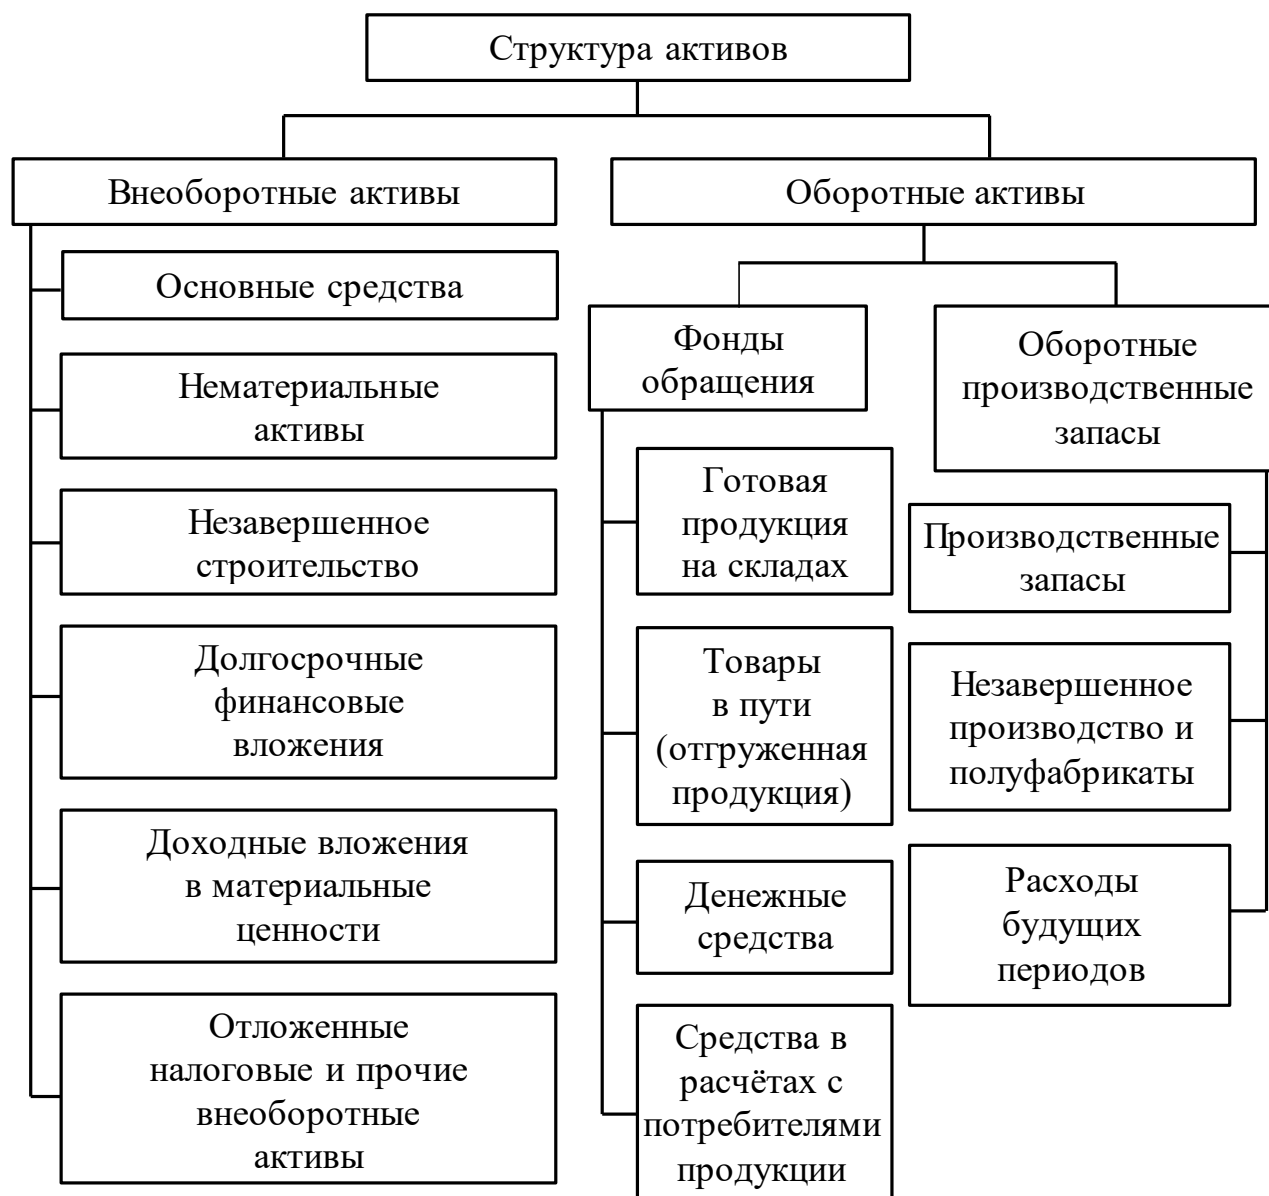 Структура активов
Внеоборотные активы
Основные средства
Нематериальные
активы
Незавершенное
строительство
Долгосрочные
финансовые
вложения
Доходные вложения
в материальные
ценности
Отложенные
налоговые и прочие
внеоборотные
активы
Оборотные активы
Фонды
обращения
Готовая
продукция
на складах
Товары
в пути
(отгруженная
продукция)
Денежные
средства
Средства в
расчётах с
потребителями
продукции
Оборотные
производственные
запасы
Производственные
запасы
Незавершенное
производство и
полуфабрикаты
Расходы
будущих
периодов